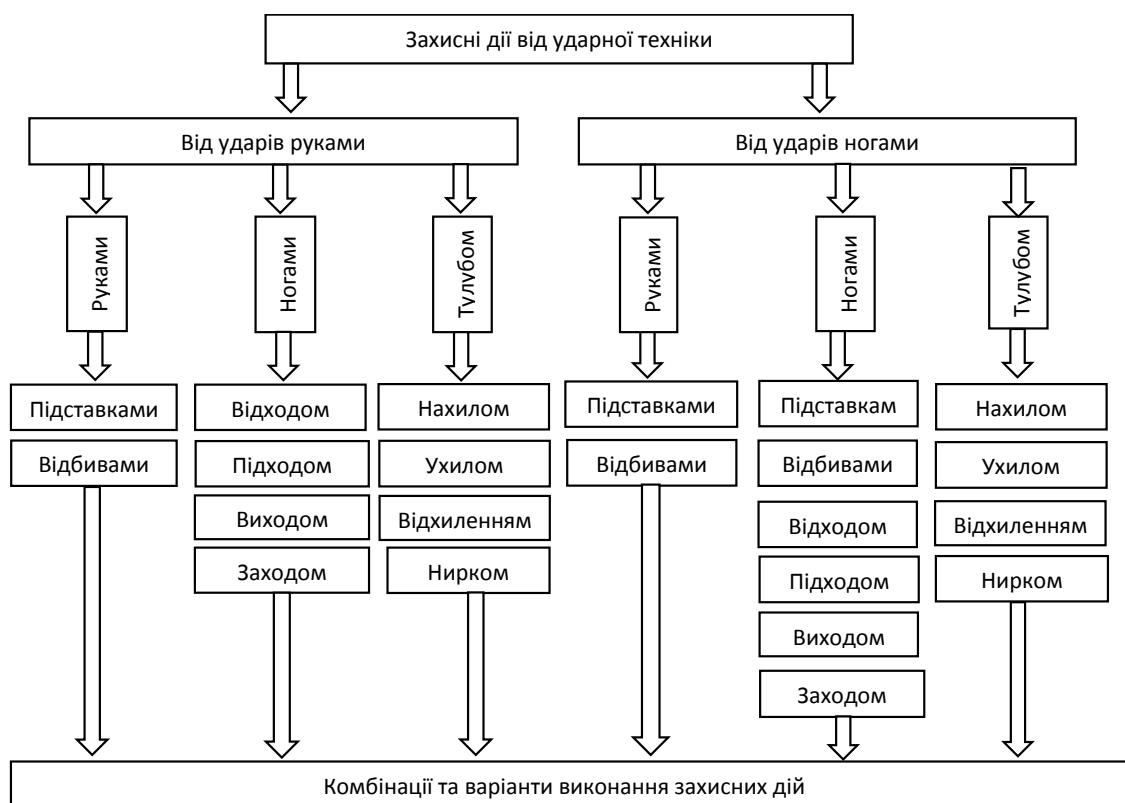 Захисні дії від ударної техніки
Від ударів руками
Від ударів ногами
Руками
Ногами
Тулубом
Руками
Ногами
Тулубом
Підставками
Відбивами
Відходом
Підходом
Виходом
Заходом
Нахилом
Ухилом
Відхиленням
Нирком
Підставками
Відбивами
Підставкам
Відбивами
Відходом
Підходом
Виходом
Заходом
Нахилом
Ухилом
Відхиленням
Нирком
Комбінації та варіанти виконання захисних дій